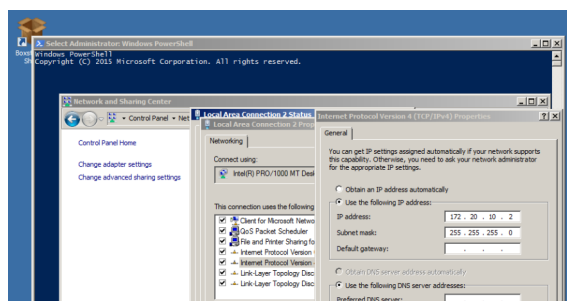 Boxst
Sh
Select Administrator: Windows PowerShell
Windows PowerShell
Copyright (C) 2015 Microsoft Corporation. All rights reserved.
Network and Sharing Center
Control Panel
Net
Control Panel Home
Change adapter settings
Change advanced sharing settings
Local Area Connection 2 Status
Local Area Connection 2 Prop
Networking
Connect using:
Intel(R) PRO/1000 MT Desk
This connection uses the following
Client for Microsoft Netwo
QoS Packet Scheduler
File and Printer Sharing fo
Internet Protocol Version
Internet Protocol Version
Link-Layer Topology Disc
Link-Layer Topology Disc
Internet Protocol Version 4 (TCP/IPv4) Properties
General
You can get IP settings assigned automatically if your network supports
this capability. Otherwise, you need to ask your network administrator
for the appropriate IP settings.
Obtain an IP address automatically
Use the following IP address:
IP address: 172 . 20 . 10 . 2
Subnet mask: 255 . 255 . 255 . 0
Default gateway: . . .
Obtain DNS server address automatically
Use the following DNS server addresses:
Preferred DNS server: